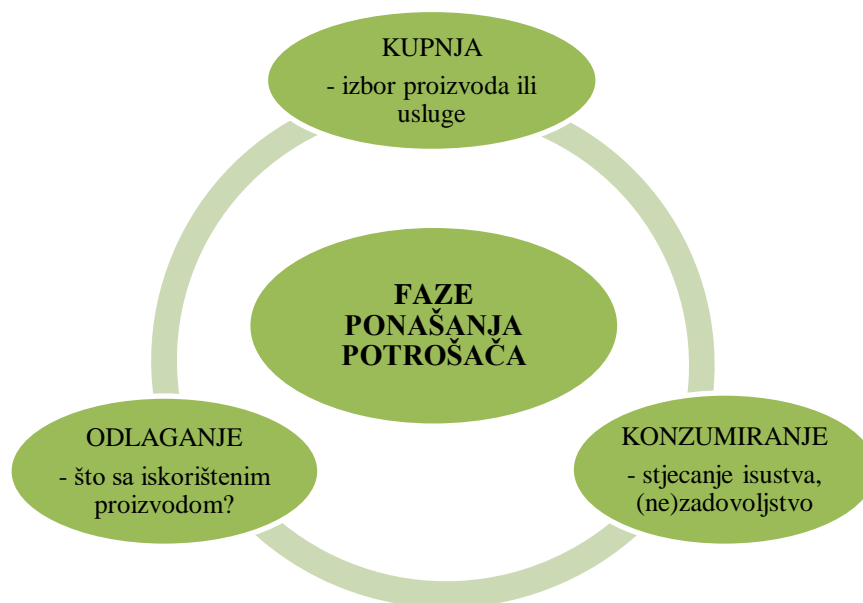 KUPNJA
- izbor proizvoda ili
usluge
FAZE
PONAŠANJA
POTROŠAČA
ODLAGANJE
- što sa iskorištenim
proizvodom?
KONZUMIRANJE
- stjecanje isustva,
(ne)zadovoljstvo